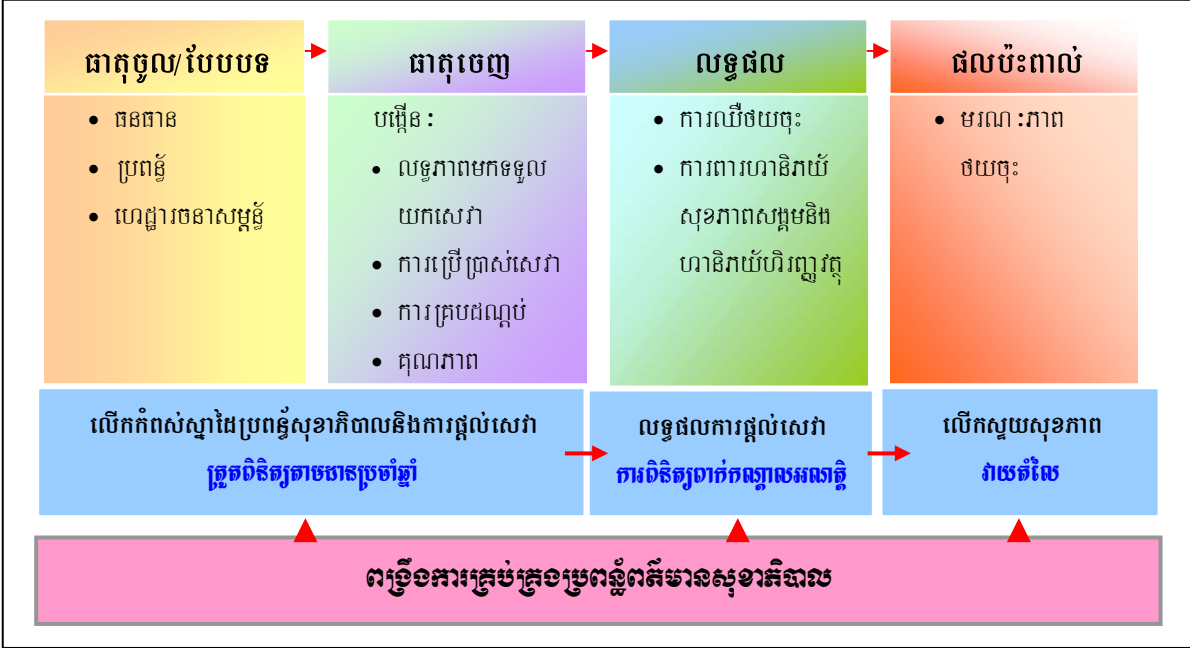 ធាតុចូល/បែបបទ
ធនធាន
ប្រពន្ធ័
ហេដ្ឋារចនាសម្ពន្ធ័
ធាតុចេញ
បង្កើន:
លទ្ធភាពមកទទួល
យកសេវា
ការប្រើប្រាស់សេវា
ការគ្របដណ្តប់
គុណភាព
លទ្ធផល
ការឈឺថយចុះ
ការពារហានិភយ័
សុខភាពសង្គមនិង
ហានិភយ័ហិរញ្ញវត្ថុ
ផលប៉ះពាល់
មរណ:ភាព
ថយចុះ
លើកកំពស់ស្នាដៃប្រពន្ធ័សុខាភិបាលនិងការផ្តល់សេវា
ត្រួតពិនិត្យតាមដានប្រចាំឆ្នាំ
លទ្ធផលការផ្តល់សេវា
ការពិនិត្យពាក់កណ្តាលអណត្តិ
លើកស្ទួយសុខភាព
វាយតំលៃ
ពង្រឹងការគ្រប់គ្រងប្រពន្ធ័ពត៌មានសុខាភិបាល